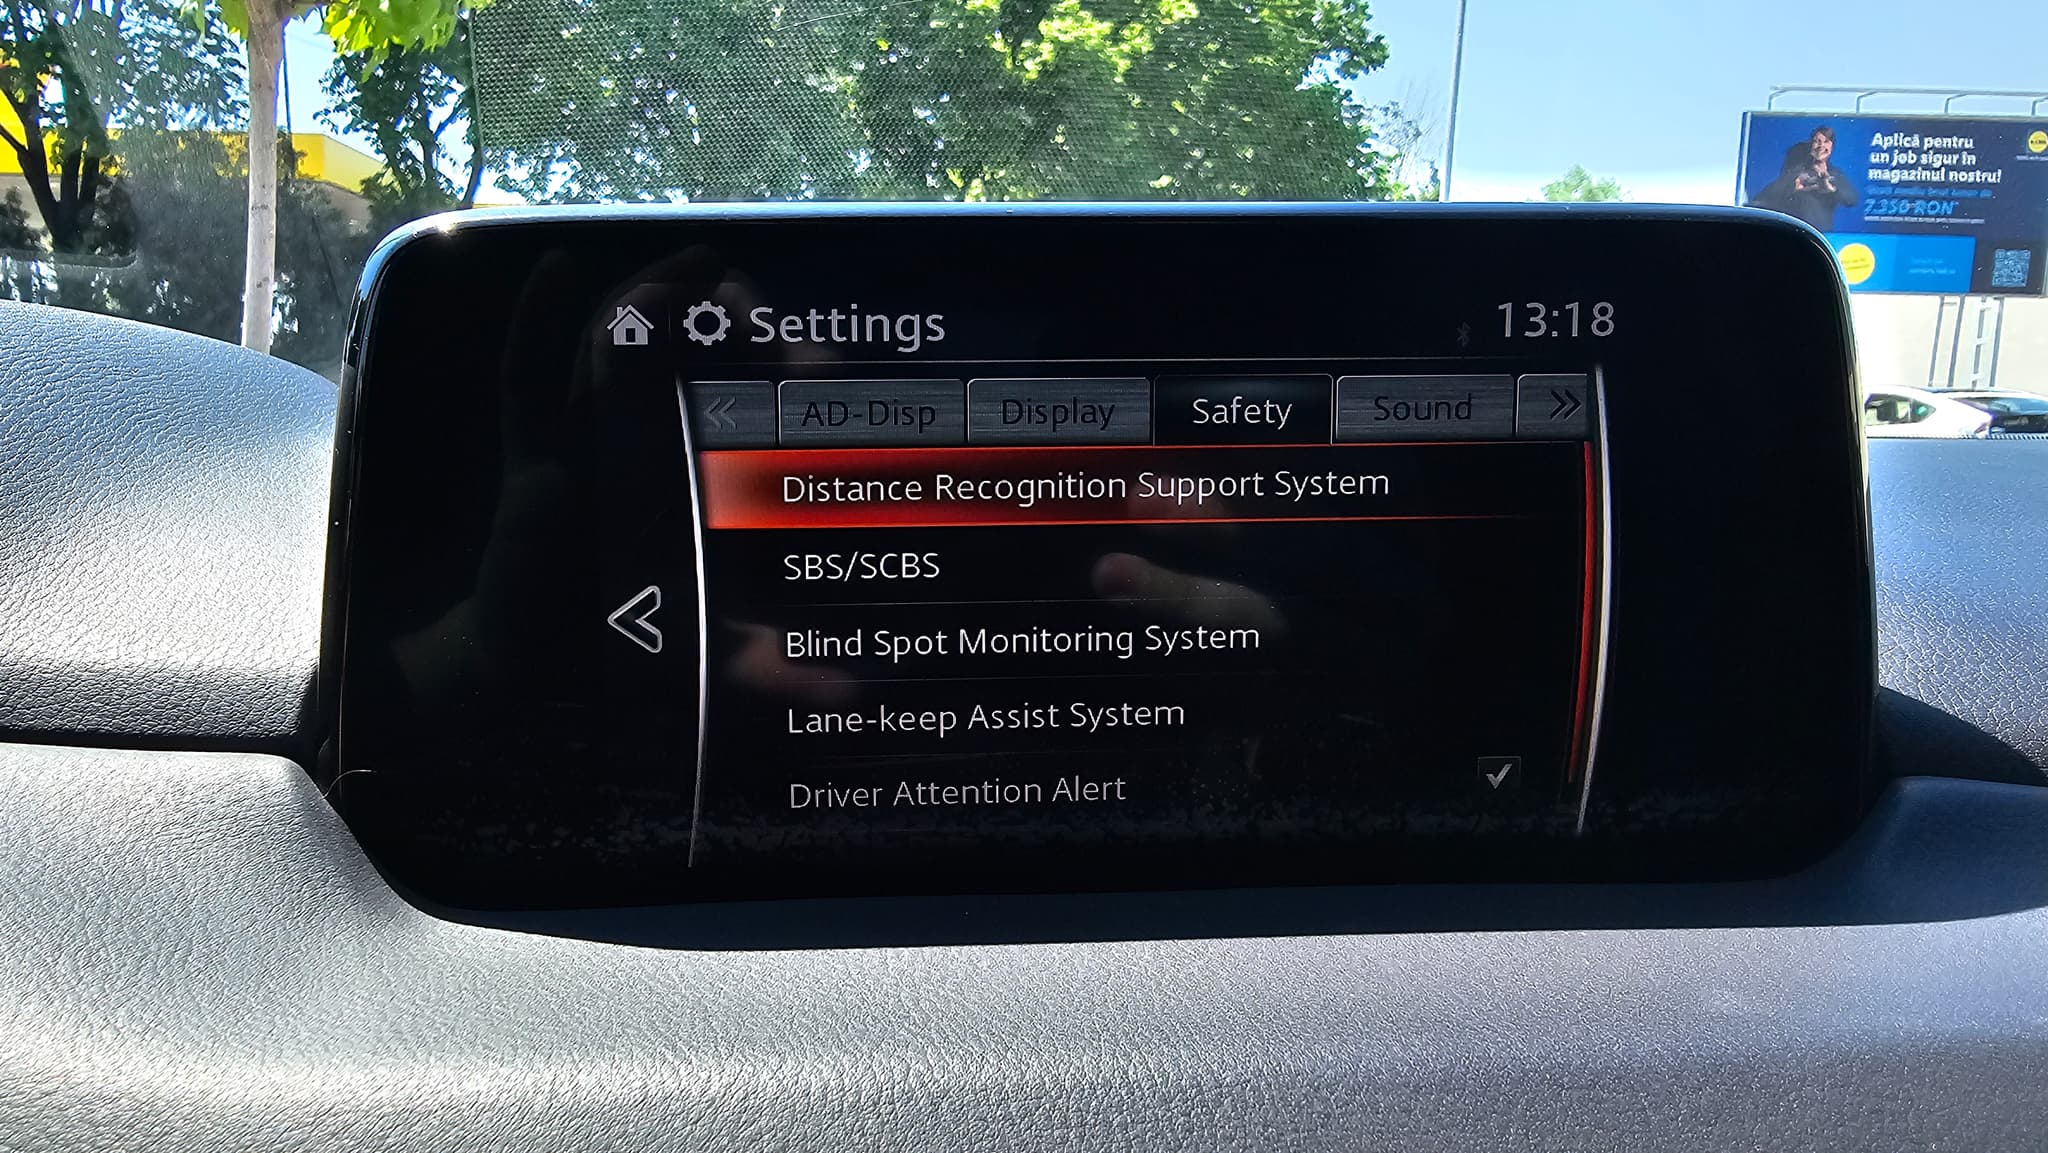 Aplică pentru
un job sigur în
magazinul nostru!
7.350 RON
Settings
13:18
AD-Disp
Display
Safety
Sound
Distance Recognition Support System
SBS/SCBS
Blind Spot Monitoring System
Lane-keep Assist System
Driver Attention Alert